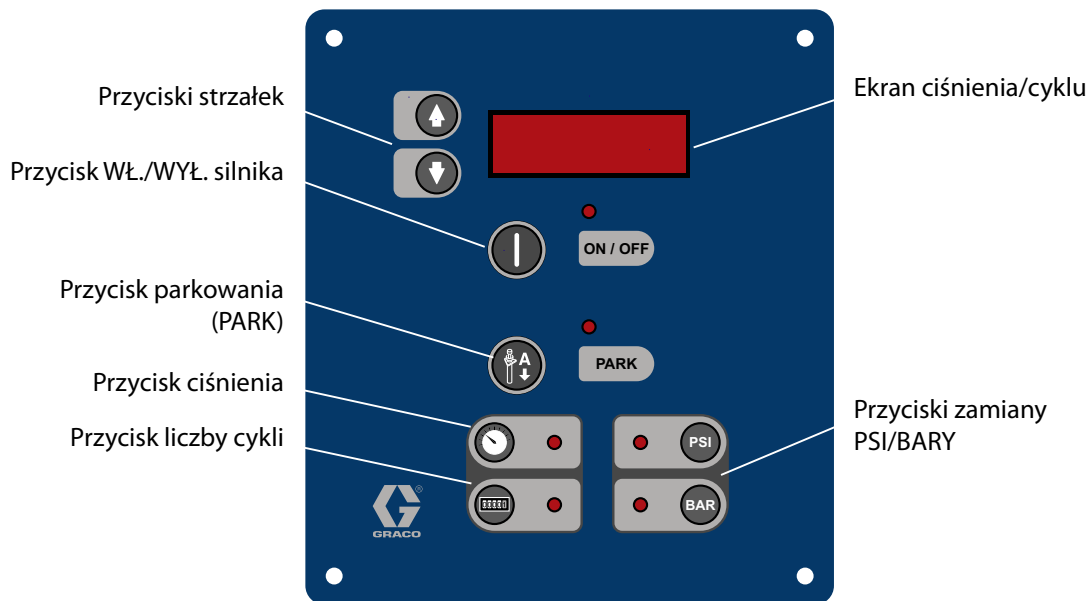 Przyciski strzałek
Przycisk WŁ./WYŁ. silnika
Przycisk parkowania
(PARK)
Przycisk ciśnienia
Przycisk liczby cykli
ON / OFF
A
PARK
PSI
BAR
GRACO
®
Ekran ciśnienia/cyklu
Przyciski zamiany
PSI/BARY